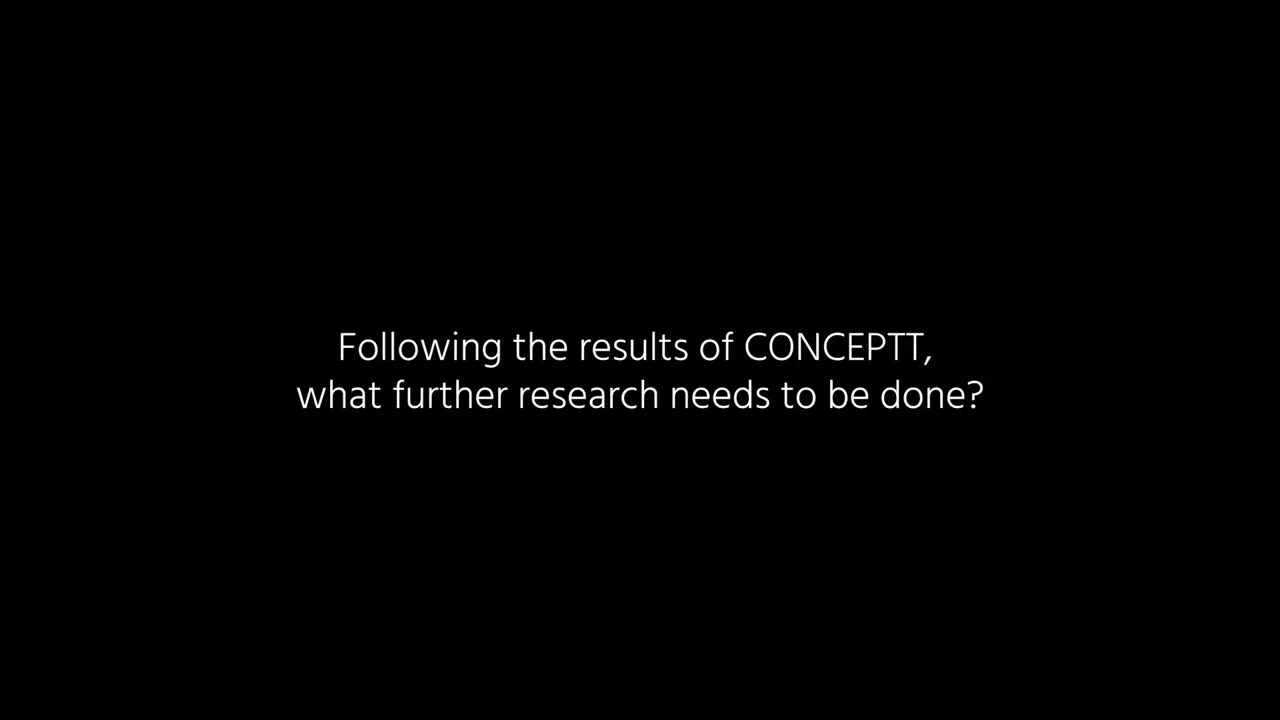 Following the results of CONCEPTT,
what further research needs to be done?